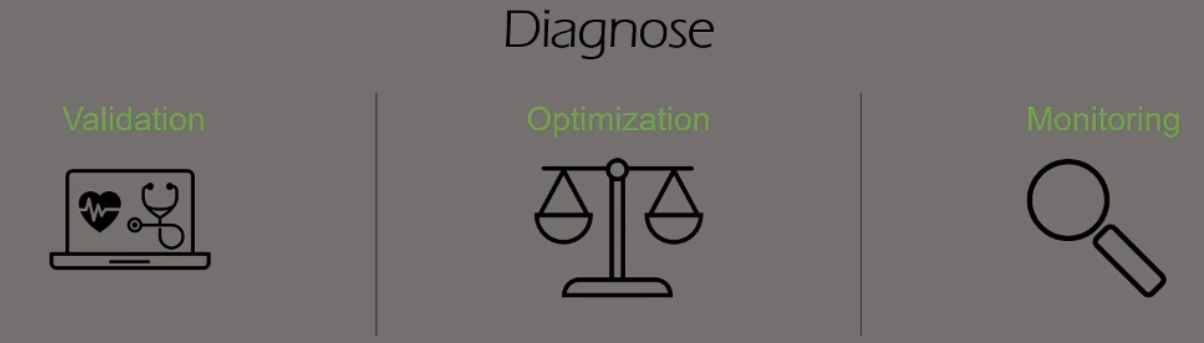 Diagnose
Validation
Optimization
Monitoring